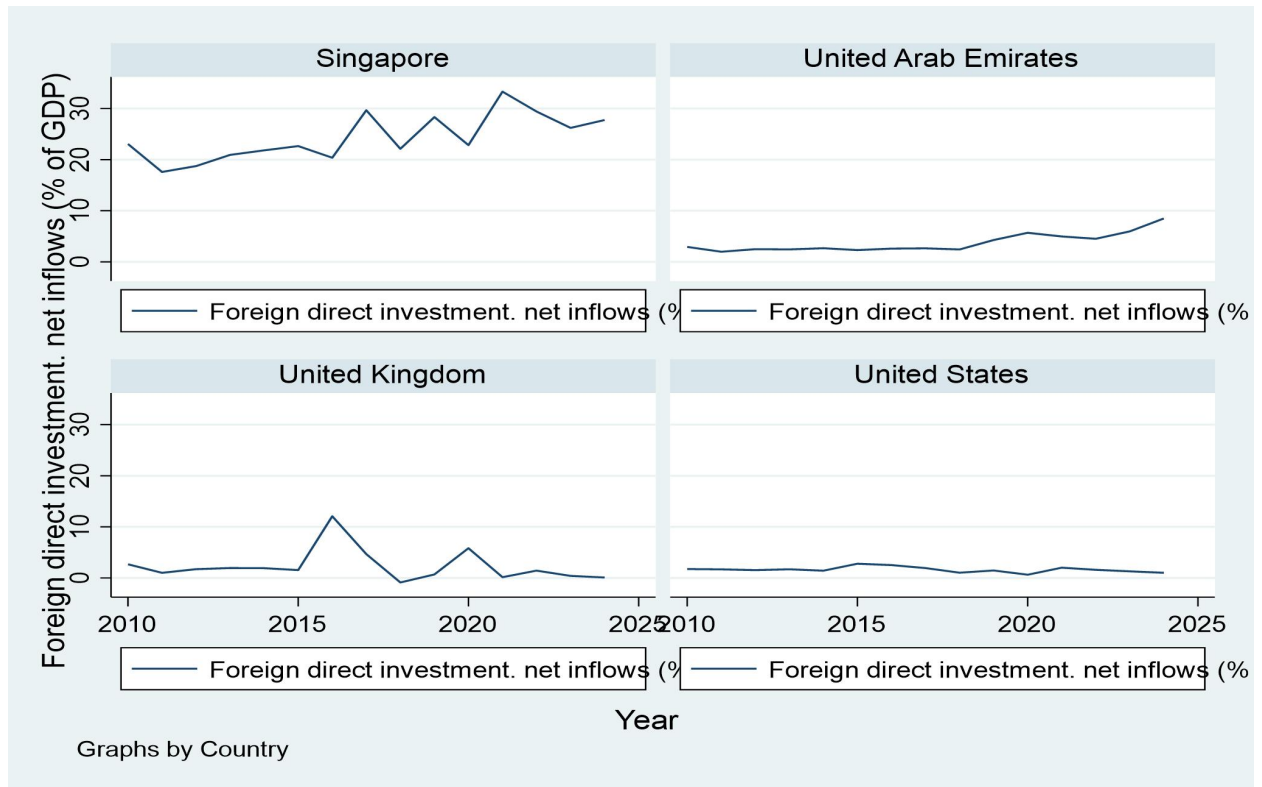 Singapore
United Arab Emirates
Foreign direct investment. net inflows (% of GDP)
30
20
10
0
Foreign direct investment. net inflows (%
Foreign direct investment. net inflows (%
United Kingdom
United States
30
20
10
0
2010 2015 2020 2025
2010 2015 2020 2025
Foreign direct investment. net inflows (%
Foreign direct investment. net inflows (%
Year
Graphs by Country